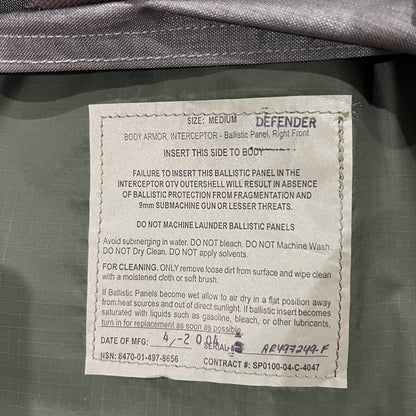 SIZE: MEDIUM DEFENDER
BODY ARMOR, INTERCEPTOR - Ballistic Panel, Right Front
INSERT THIS SIDE TO BODY
FAILURE TO INSERT THIS BALLISTIC PANEL IN THE
INTERCEPTOR OTV OUTERSHELL WILL RESULT IN ABSENCE
OF BALLISTIC PROTECTION FROM FRAGMENTATION AND
9mm SUBMACHINE GUN OR LESSER THREATS.
DO NOT MACHINE LAUNDER BALLISTIC PANELS
Avoid submerging in water. DO NOT bleach. DO NOT Machine Wash.
DO NOT Dry Clean. DO NOT apply solvents.
FOR CLEANING. ONLY remove loose dirt from surface and wipe clean
with a moistened cloth or soft brush.
If Ballistic Panels become wet allow to air dry in a flat position away
from heat sources and out of direct sunlight. If ballistic insert becomes
saturated with liquids such as gasoline, bleach, or other lubricants,
turn in for replacement as soon as possible.
DATE OF MFG: 4,-2004 SERIAL AR497249-F
NSN: 8470-01-497-8656 CONTRACT #: SP0100-04-C-4047